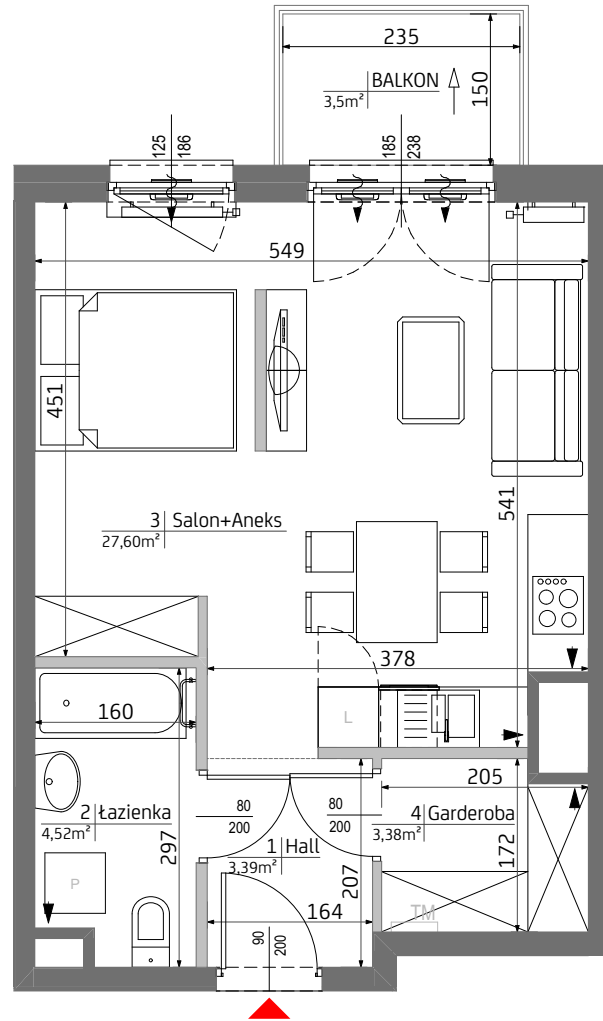 235
BALKON
3,5m²
150
125
186
185
238
549
451
541
3 Salon+Aneks
27,60m²
378
L
160
205
80
200
80
200
2 Łazienka
4,52m²
4 Garderoba
3,38m²
297
1 Hall
3,39m²
172
207
P
164
TM
90
200